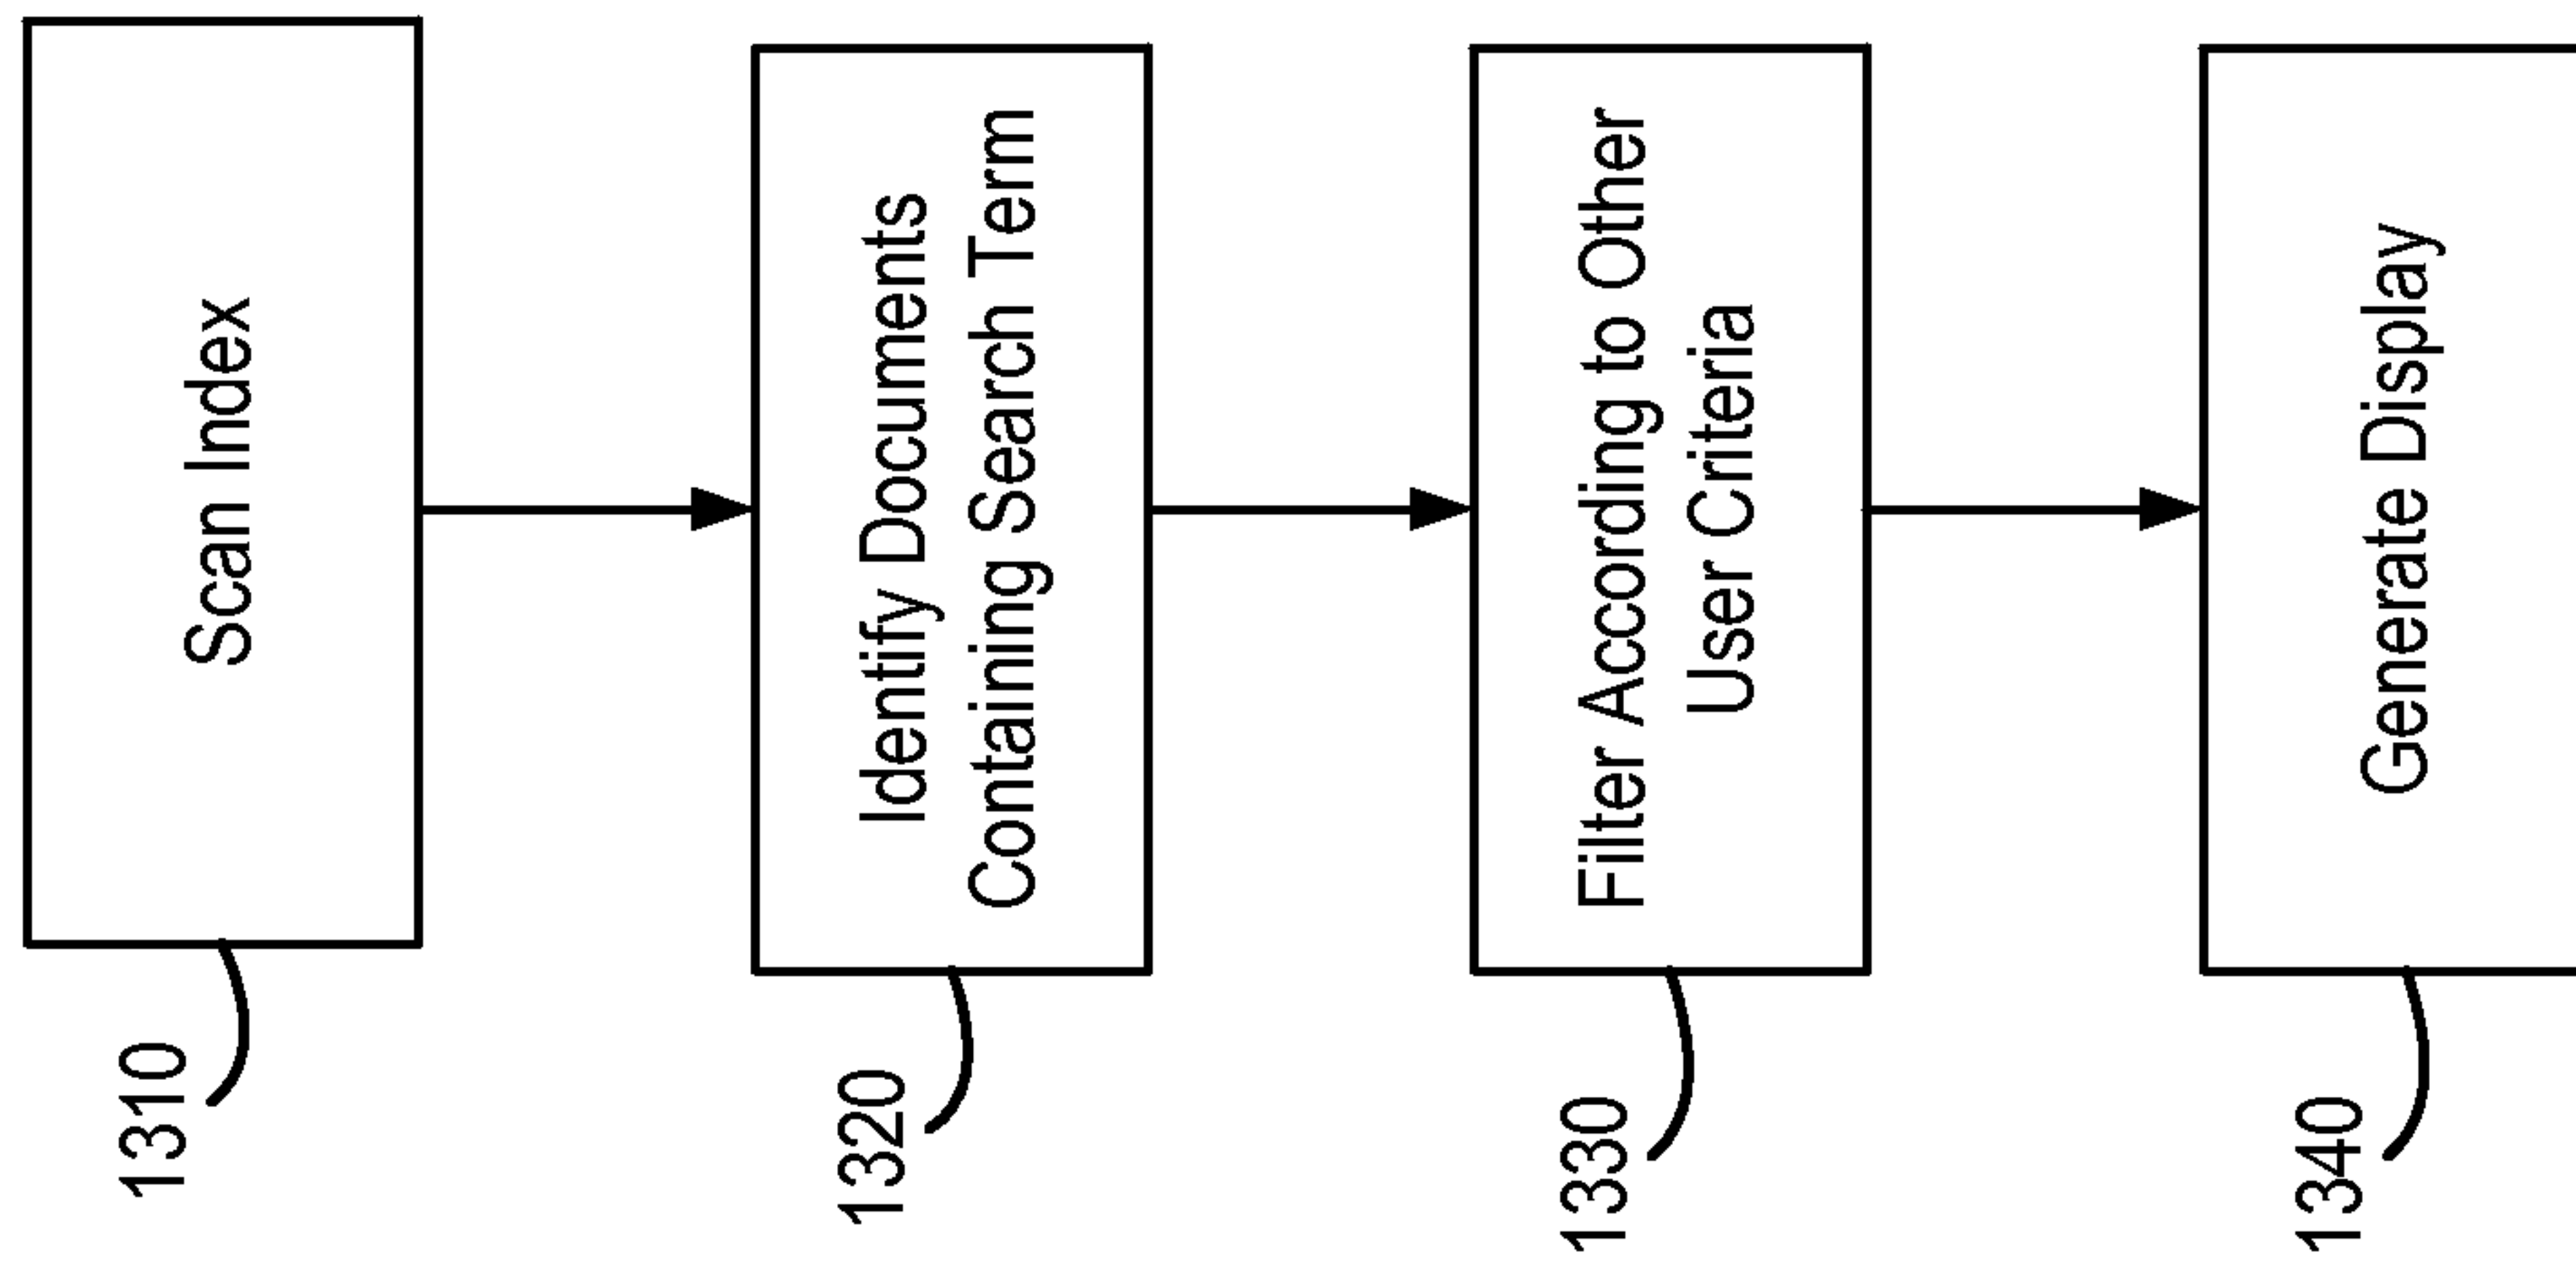 1310
Scan Index
1320
Identify Documents
Containing Search Term
1330
Filter According to Other
User Criteria
1340
Generate Display